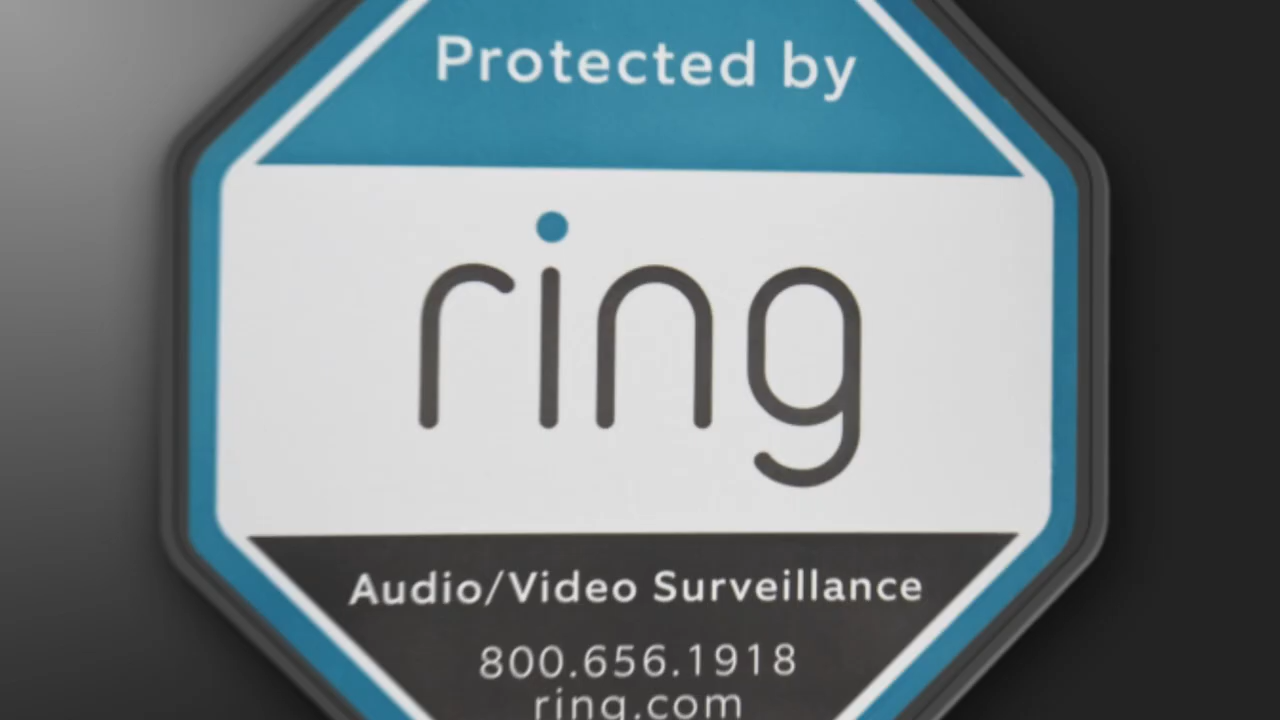 Protected by
ring
Audio/Video Surveillance
800.656.1918
ring.com